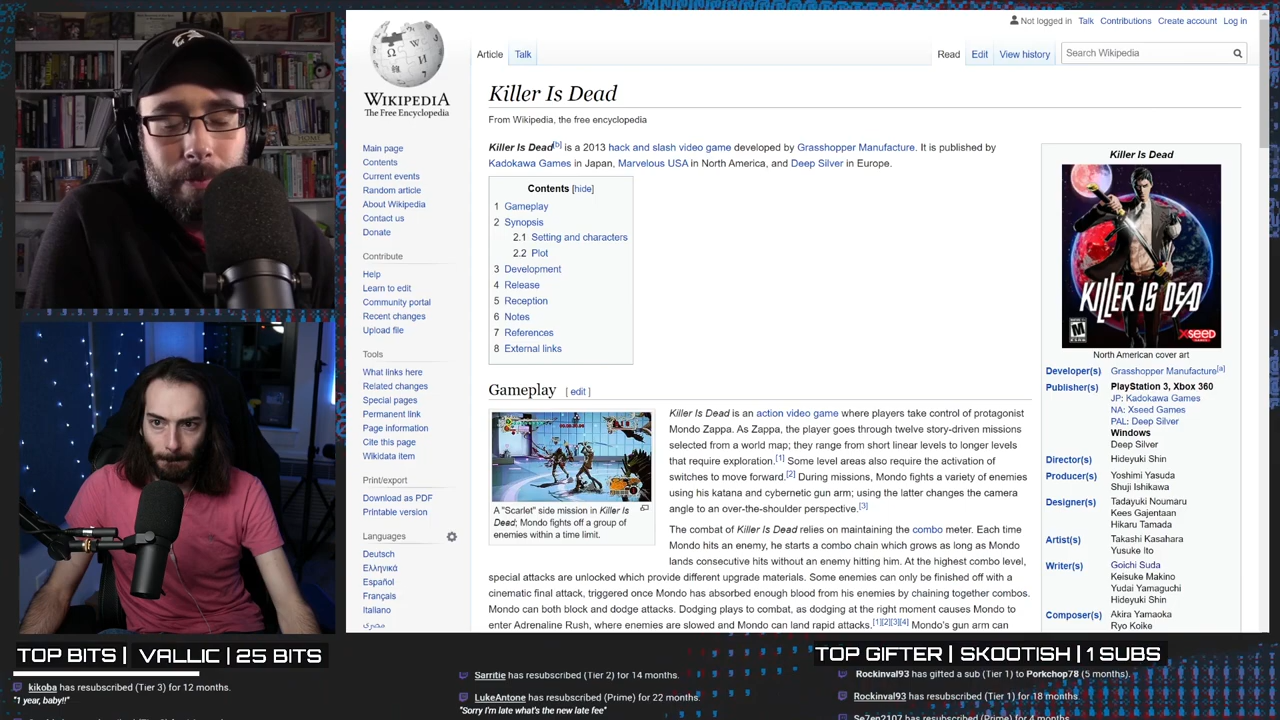 WIKIPEDIA
The Free Encyclopedia
Main page
Contents
Current events
Random article
About Wikipedia
Contact us
Donate
Contribute
Help
Learn to edit
Community portal
Recent changes
Upload file
Tools
What links here
Related changes
Special pages
Permanent link
Page information
Cite this page
Wikidata item
Print/export
Download as PDF
Printable version
Languages
Deutsch
Ελληνικά
Español
Français
Italiano
Not logged in Talk Contributions Create account Log in
Article Talk
Read Edit View history Search Wikipedia
Killer Is Dead
From Wikipedia, the free encyclopedia
Killer Is Dead[b] is a 2013 hack and slash video game developed by Grasshopper Manufacture. It is published by
Kadokawa Games in Japan, Marvelous USA in North America, and Deep Silver in Europe.
Contents [hide]
1 Gameplay
2 Synopsis
2.1 Setting and characters
2.2 Plot
3 Development
4 Release
5 Reception
6 Notes
7 References
8 External links
Gameplay [ edit ]
A "Scarlet" side mission in Killer Is
Dead; Mondo fights off a group of
enemies within a time limit.
Killer Is Dead is an action video game where players take control of protagonist
Mondo Zappa. As Zappa, the player goes through twelve story-driven missions
selected from a world map; they range from short linear levels to longer levels
that require exploration.[1] Some level areas also require the activation of
switches to move forward.[2] During missions, Mondo fights a variety of enemies
using his katana and cybernetic gun arm; using the latter changes the camera
angle to an over-the-shoulder perspective.[3]
The combat of Killer Is Dead relies on maintaining the combo meter. Each time
Mondo hits an enemy, he starts a combo chain which grows as long as Mondo
lands consecutive hits without an enemy hitting him. At the highest combo level,
special attacks are unlocked which provide different upgrade materials. Some enemies can only be finished off with a
cinematic final attack, triggered once Mondo has absorbed enough blood from his enemies by chaining together combos.
Mondo can both block and dodge attacks. Dodging plays to combat, as dodging at the right moment causes Mondo to
enter Adrenaline Rush, where enemies are slowed and Mondo can land rapid attacks.[1][2][3][4] Mondo's gun arm can
Killer Is Dead
KILLER IS DEAD
M
XSEED
GAMES
North American cover art
Developer(s) Grasshopper Manufacture[a]
Publisher(s) PlayStation 3, Xbox 360
JP: Kadokawa Games
NA: Xseed Games
PAL: Deep Silver
Windows
Deep Silver
Director(s) Hideyuki Shin
Producer(s) Yoshimi Yasuda
Shuji Ishikawa
Designer(s) Tadayuki Noumaru
Kees Gajentaan
Hikaru Tamada
Artist(s) Takashi Kasahara
Yusuke Ito
Writer(s) Goichi Suda
Keisuke Makino
Yudai Yamaguchi
Hideyuki Shin
Composer(s) Akira Yamaoka
Ryo Koike
TOP BITS | VALLIC | 25 BITS
TOP GIFTER | SKOOTISH | 1 SUBS
kikoba has resubscribed (Tier 3) for 12 months.
"1 year, baby!!"
Sarritie has resubscribed (Tier 2) for 14 months.
LukeAntone has resubscribed (Prime) for 22 months.
"Sorry I'm late what's the new late fee"
Rockinval93 has gifted a sub (Tier 1) to Porkchop78 (5 months).
Rockinval93 has resubscribed (Tier 1) for 18 months.
Se7en2107 has resubscribed (Prime) for 4 months.